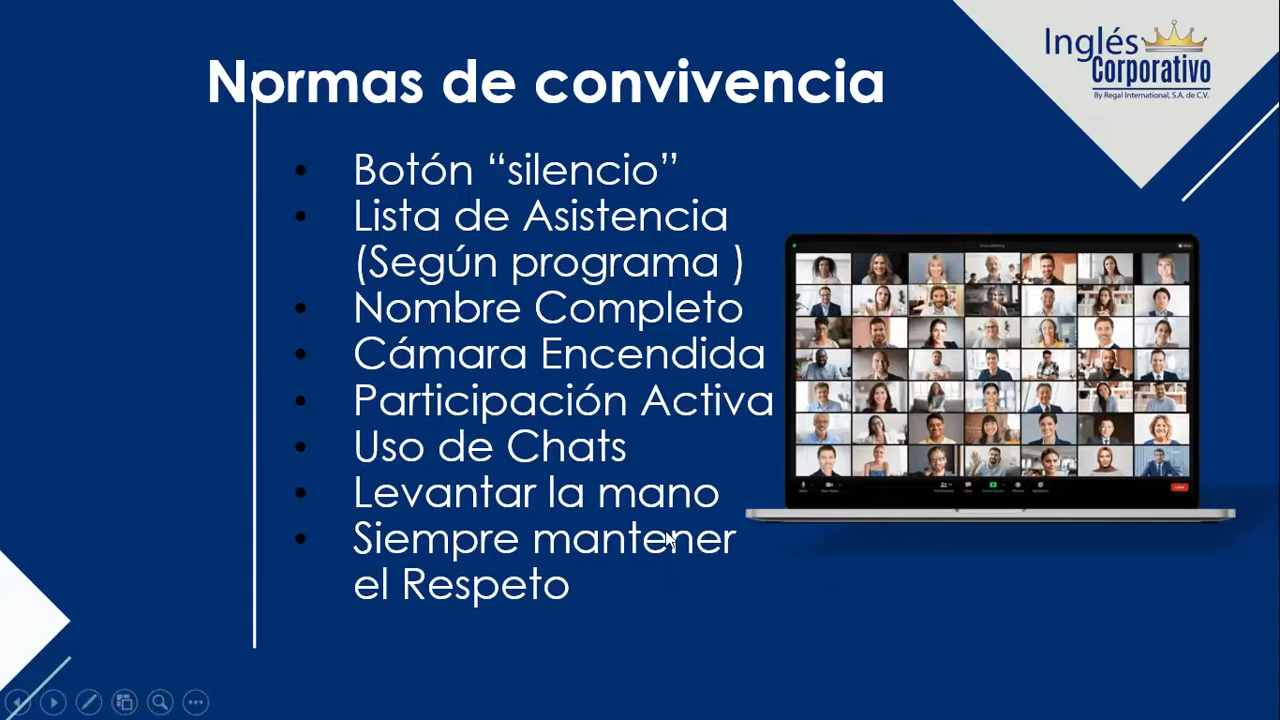 Inglés
Corporativo
By Regal International, S.A. de C.V.
Normas de convivencia
• Botón “silencio”
• Lista de Asistencia
(Según programa )
• Nombre Completo
• Cámara Encendida
• Participación Activa
• Uso de Chats
• Levantar la mano
• Siempre mantener
el Respeto